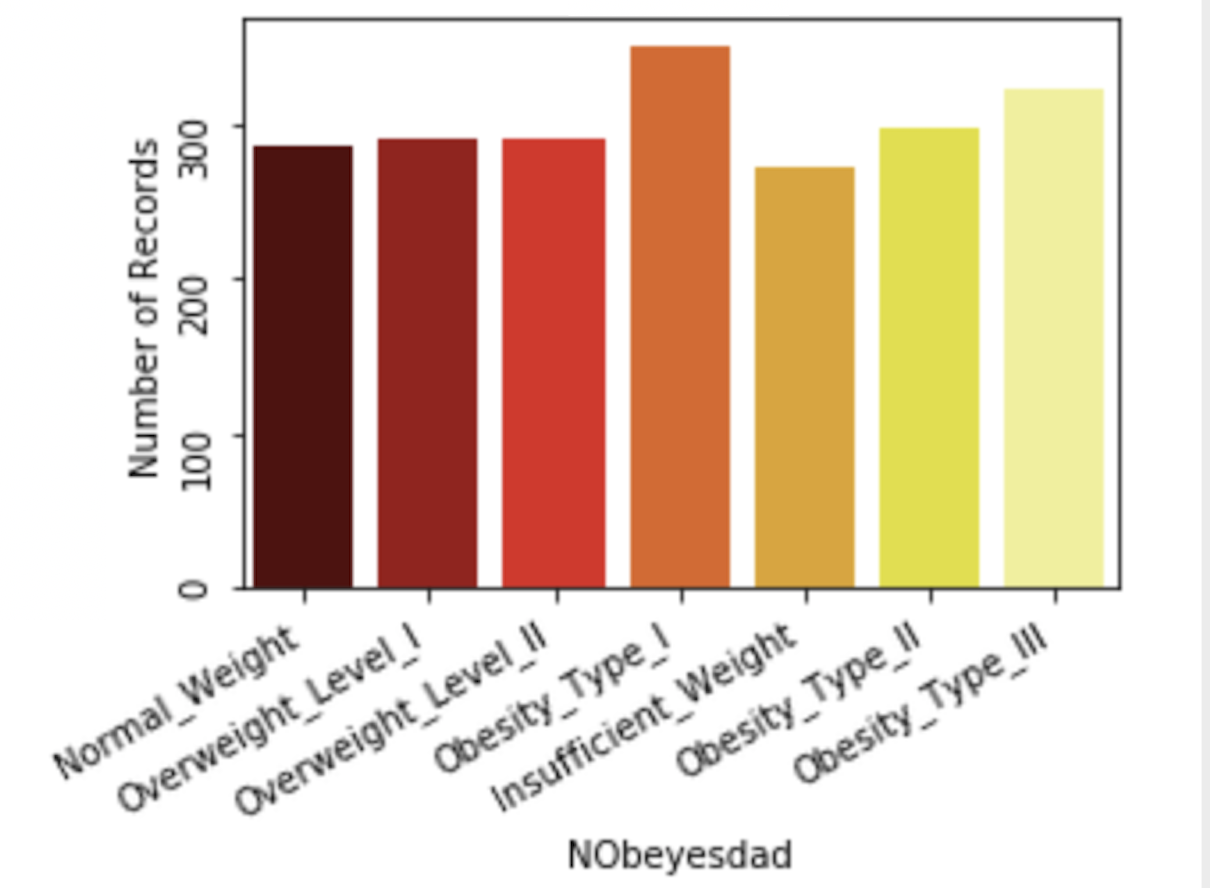 Number of Records
300
200
100
0
Normal_Weight
Overweight_Level_I
Overweight_Level_II
Obesity_Type_I
Insufficient_Weight
Obesity_Type_II
Obesity_Type_III
NObeyesdad